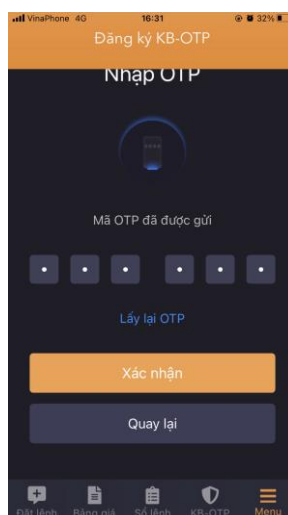 VinaPhone 4G 16:31 32%
Đăng ký KB-OTP
Nhập OTP
Mã OTP đã được gửi
Lấy lại OTP
Xác nhận
Quay lại
Đặt lệnh Bảng giá Sổ lệnh KB-OTP Menu